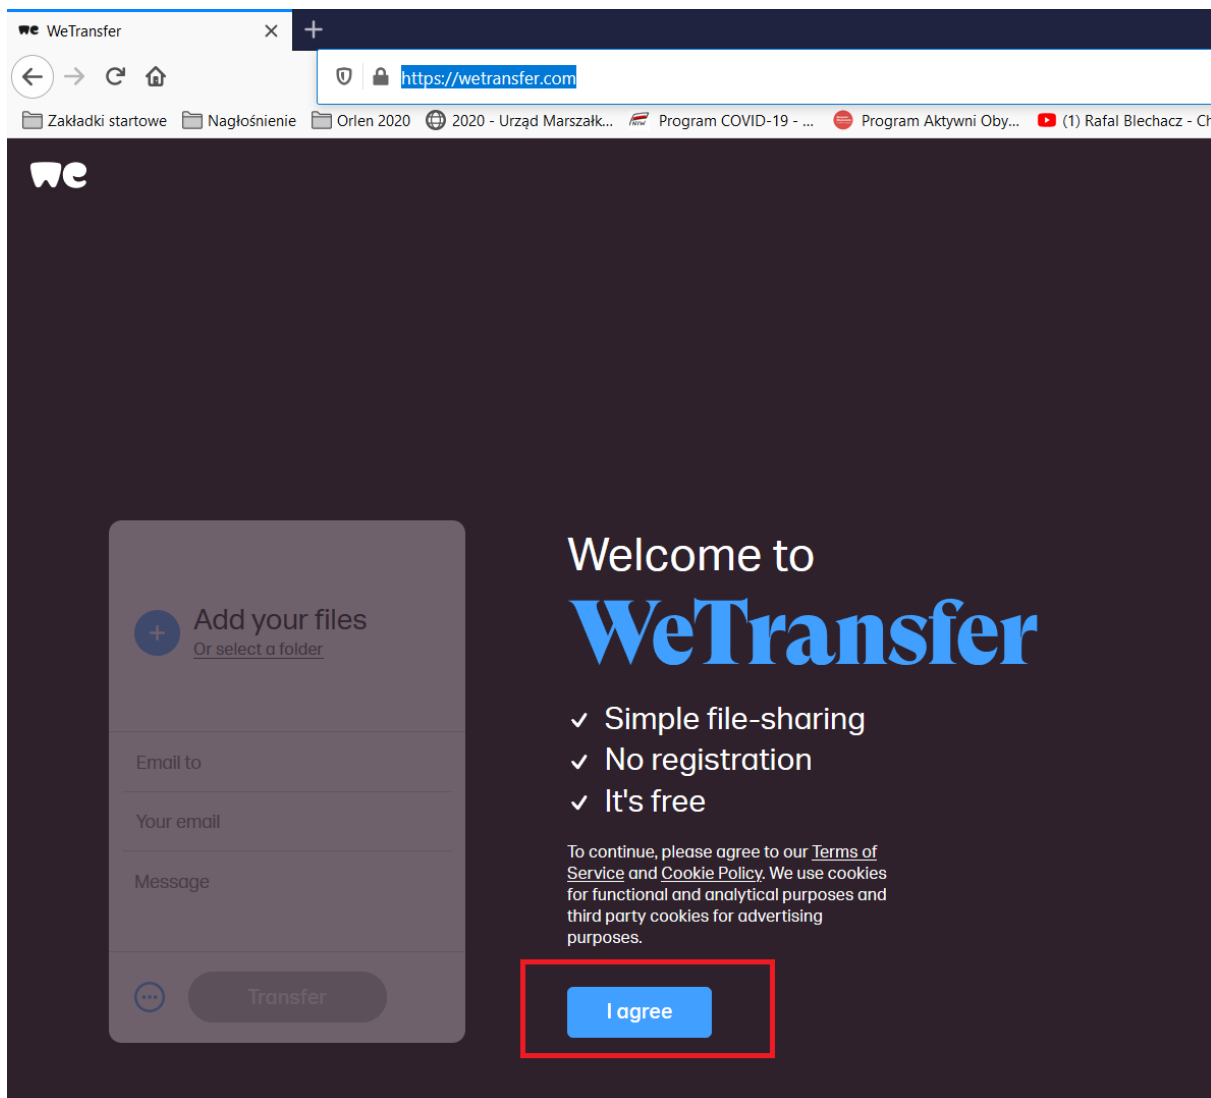 we WeTransfer
https://wetransfer.com
Zakładki startowe Nagłośnienie Orlen 2020 2020 - Urząd Marszałk... Program COVID-19 - ... Program Aktywni Oby... (1) Rafal Blechacz - Ch
we
Add your files
Or select a folder
Email to
Your email
Message
Transfer
Welcome to
WeTransfer
Simple file-sharing
No registration
It's free
To continue, please agree to our Terms of
Service and Cookie Policy. We use cookies
for functional and analytical purposes and
third party cookies for advertising
purposes.
I agree